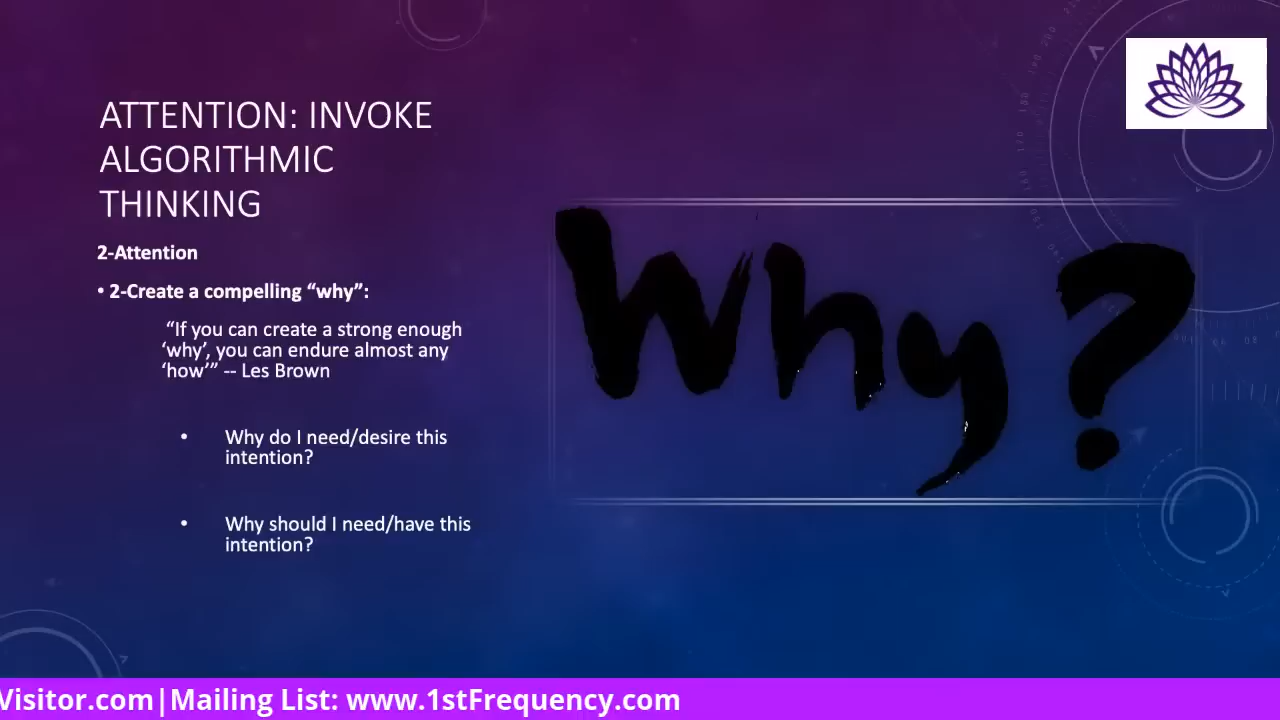 ATTENTION: INVOKE
ALGORITHMIC
THINKING
2-Attention
• 2-Create a compelling “why”:
“If you can create a strong enough
‘why’, you can endure almost any
‘how’” -- Les Brown
• Why do I need/desire this
intention?
• Why should I need/have this
intention?
Why?
Visitor.com|Mailing List: www.1stFrequency.com